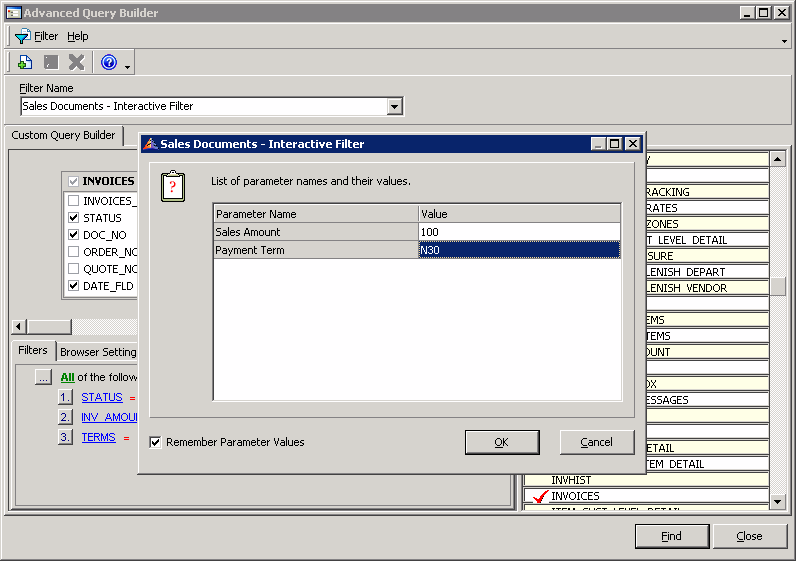 Advanced Query Builder
Filter Help
Filter Name
Sales Documents - Interactive Filter
Custom Query Builder
INVOICES
INVOICES_
STATUS
DOC_NO
ORDER_NO
QUOTE_NO
DATE_FLD
Filters Browser Setting
... All of the follow
1. STATUS =
2. INV_AMOU
3. TERMS =
Sales Documents - Interactive Filter
?
List of parameter names and their values.
Parameter Name Value
Sales Amount 100
Payment Term N30
Remember Parameter Values
OK Cancel
RACKING
RATES
ZONES
T LEVEL DETAIL
SURE
LENISH DEPART
LENISH VENDOR
EMS
TEMS
OUNT
OX
ESSAGES
ETAIL
TEM DETAIL
INVHIST
INVOICES
ITEM CUST LEVEL DETAIL
Find Close